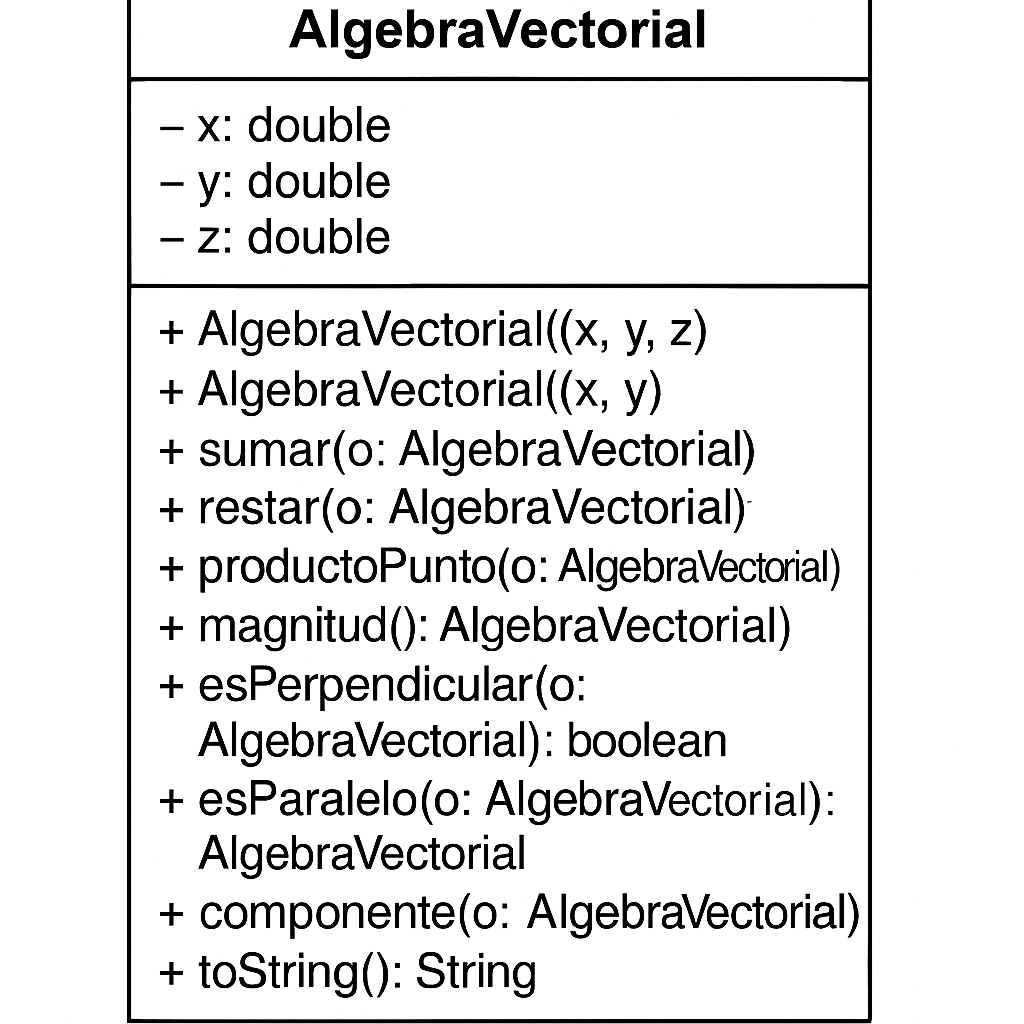 AlgebraVectorial
– x: double
– y: double
– z: double
+ AlgebraVectorial((x, y, z)
+ AlgebraVectorial((x, y)
+ sumar(o: AlgebraVectorial)
+ restar(o: AlgebraVectorial)
+ productoPunto(o: AlgebraVectorial)
+ magnitud(): AlgebraVectorial)
+ esPerpendicular(o:
AlgebraVectorial): boolean
+ esParalelo(o: AlgebraVectorial):
AlgebraVectorial
+ componente(o: AlgebraVectorial)
+ toString(): String